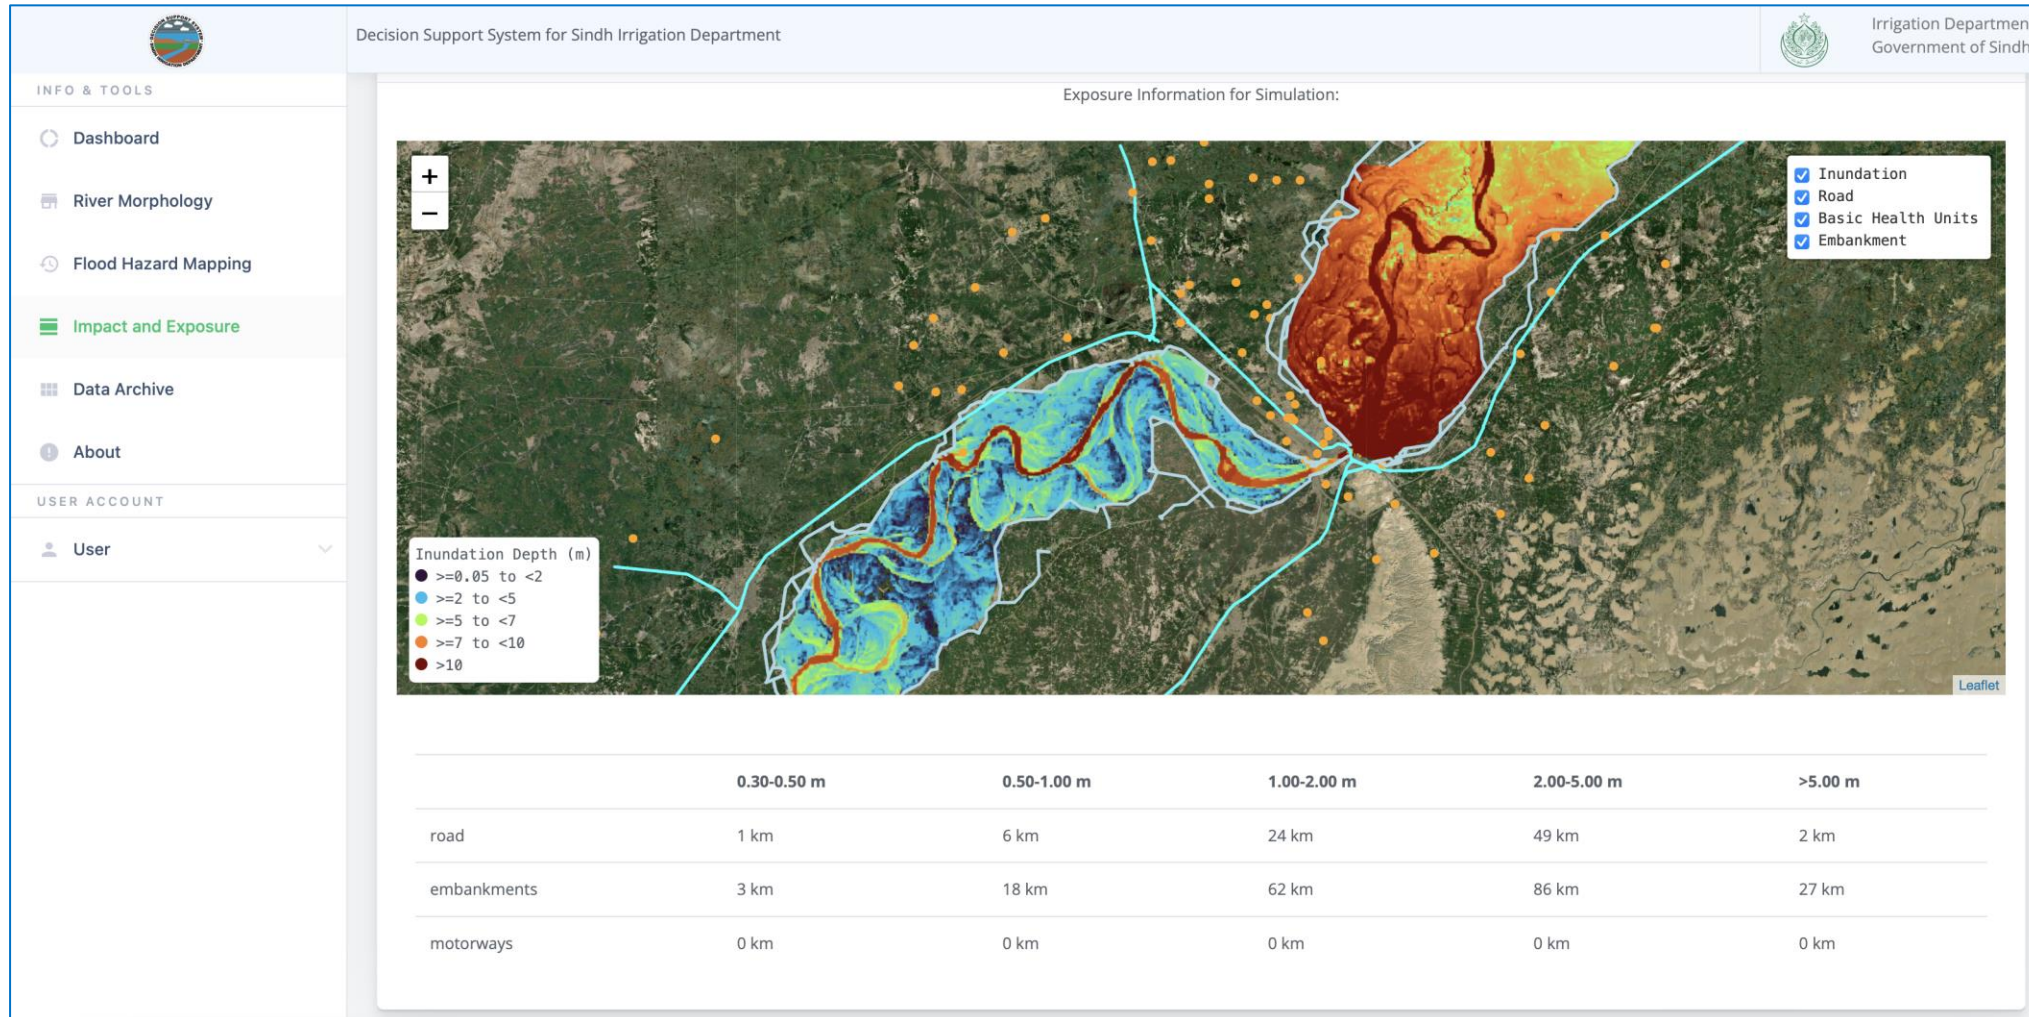 DECISION SUPPORT SYSTEM
IRRIGATION DEPARTMENT
Decision Support System for Sindh Irrigation Department
Irrigation Departmen
Government of Sindh
INFO & TOOLS
Dashboard
River Morphology
Flood Hazard Mapping
Impact and Exposure
Data Archive
About
USER ACCOUNT
User
Exposure Information for Simulation:
+
−
Inundation
Road
Basic Health Units
Embankment
Inundation Depth (m)
>=0.05 to <2
>=2 to <5
>=5 to <7
>=7 to <10
>10
Leaflet
0.30-0.50 m 0.50-1.00 m 1.00-2.00 m 2.00-5.00 m >5.00 m
road 1 km 6 km 24 km 49 km 2 km
embankments 3 km 18 km 62 km 86 km 27 km
motorways 0 km 0 km 0 km 0 km 0 km